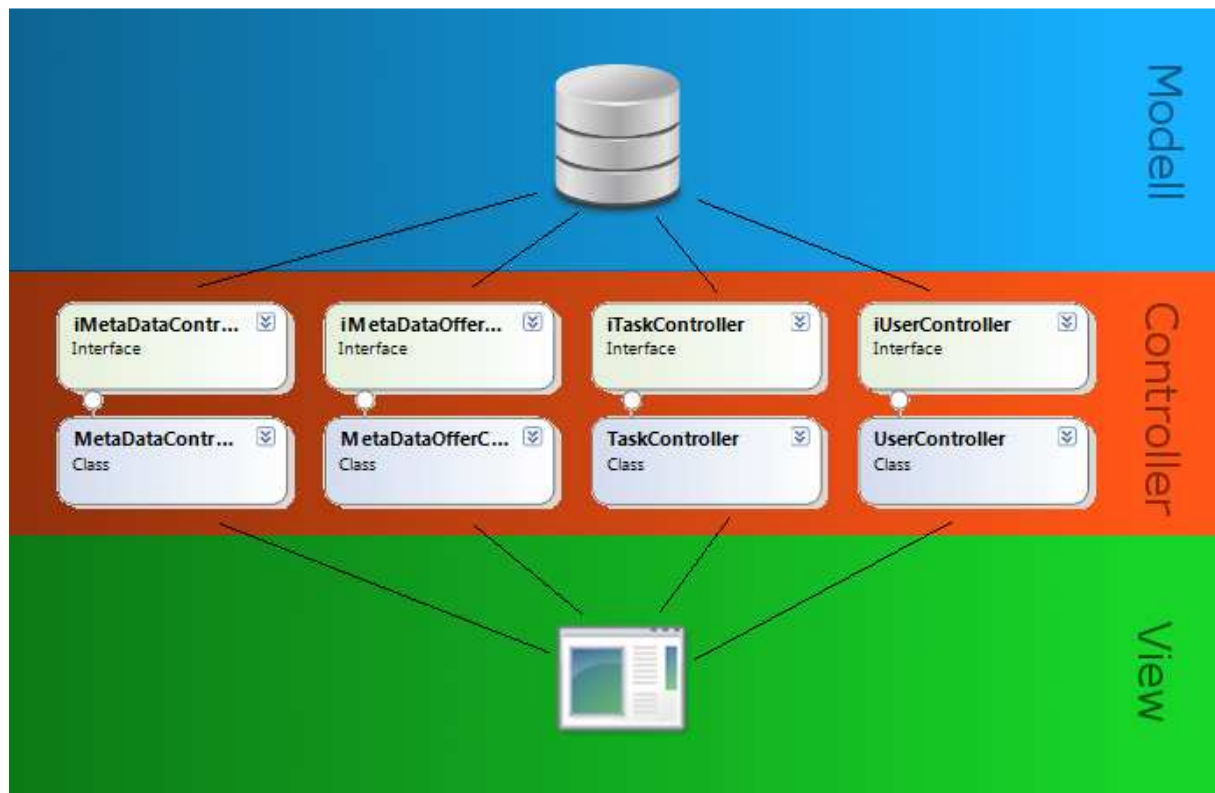 Modell
iMetaDataContr...
Interface
iMetaDataOffer...
Interface
iTaskController
Interface
iUserController
Interface
MetaDataContr...
Class
MetaDataOfferC...
Class
TaskController
Class
UserController
Class
Controller
View